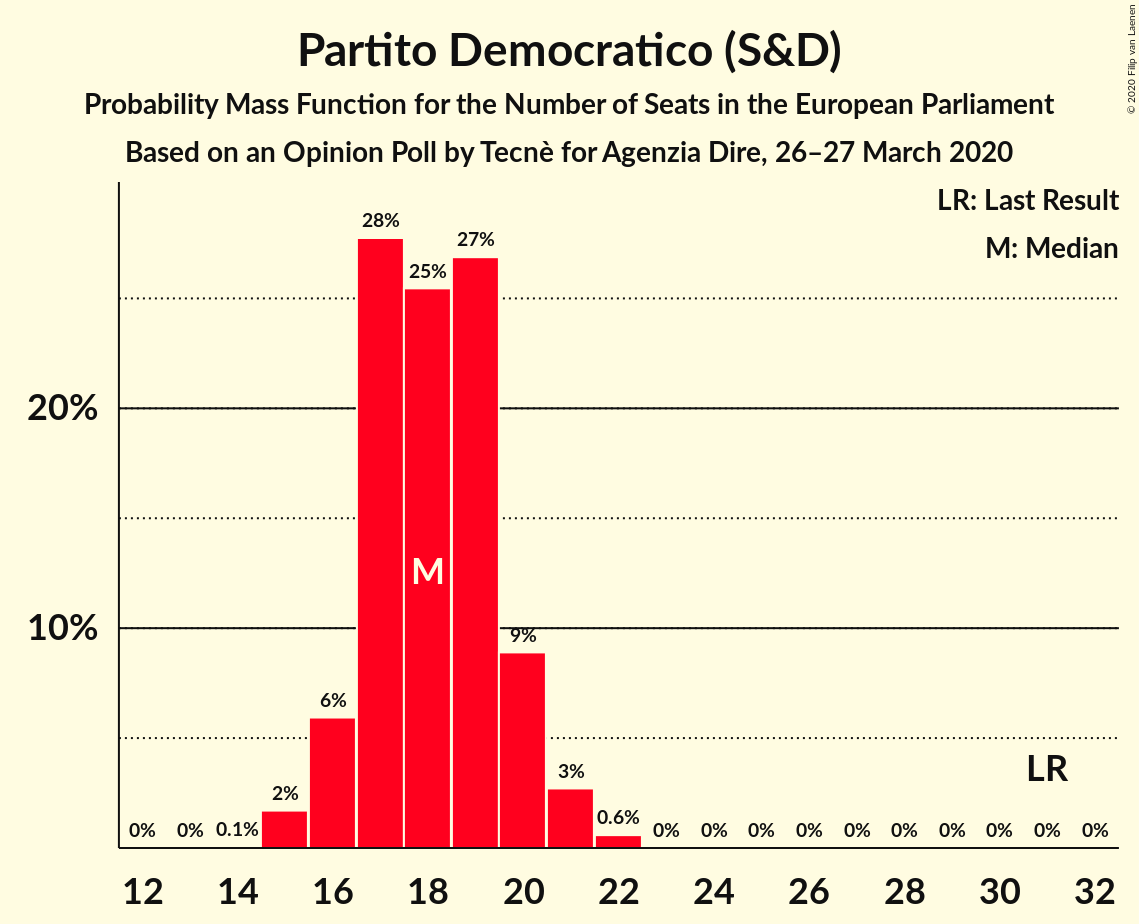 Partito Democratico (S&D)
Probability Mass Function for the Number of Seats in the European Parliament
Based on an Opinion Poll by Tecnè for Agenzia Dire, 26–27 March 2020
© 2020 Filip van Laenen
LR: Last Result
M: Median
28%
27%
25%
20%
M
10%
9%
6%
LR
3%
2%
0.6%
0% 0% 0.1% 0% 0% 0% 0% 0% 0% 0% 0% 0% 0%
12 14 16 18 20 22 24 26 28 30 32